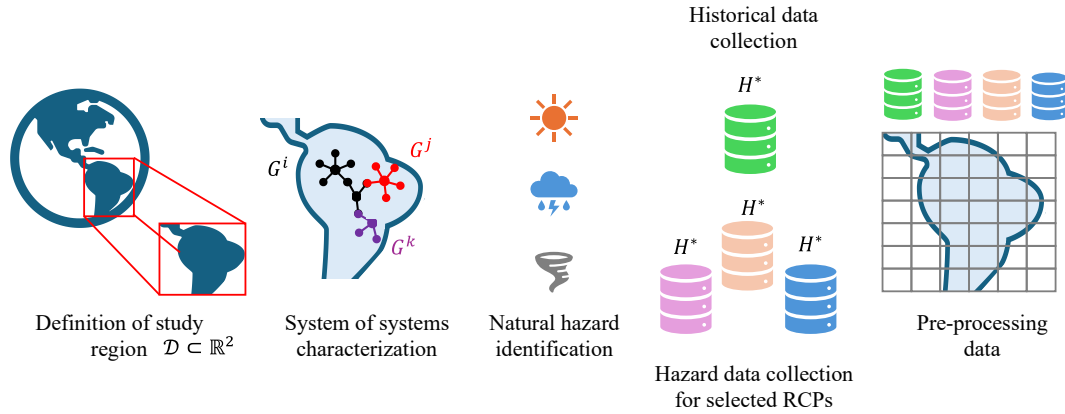 Historical data
collection
H*
G^i
G^j
G^k
H*
H*
H*
Definition of study
region 𝒟 ⊂ ℝ²
System of systems
characterization
Natural hazard
identification
Hazard data collection
for selected RCPs
Pre-processing
data